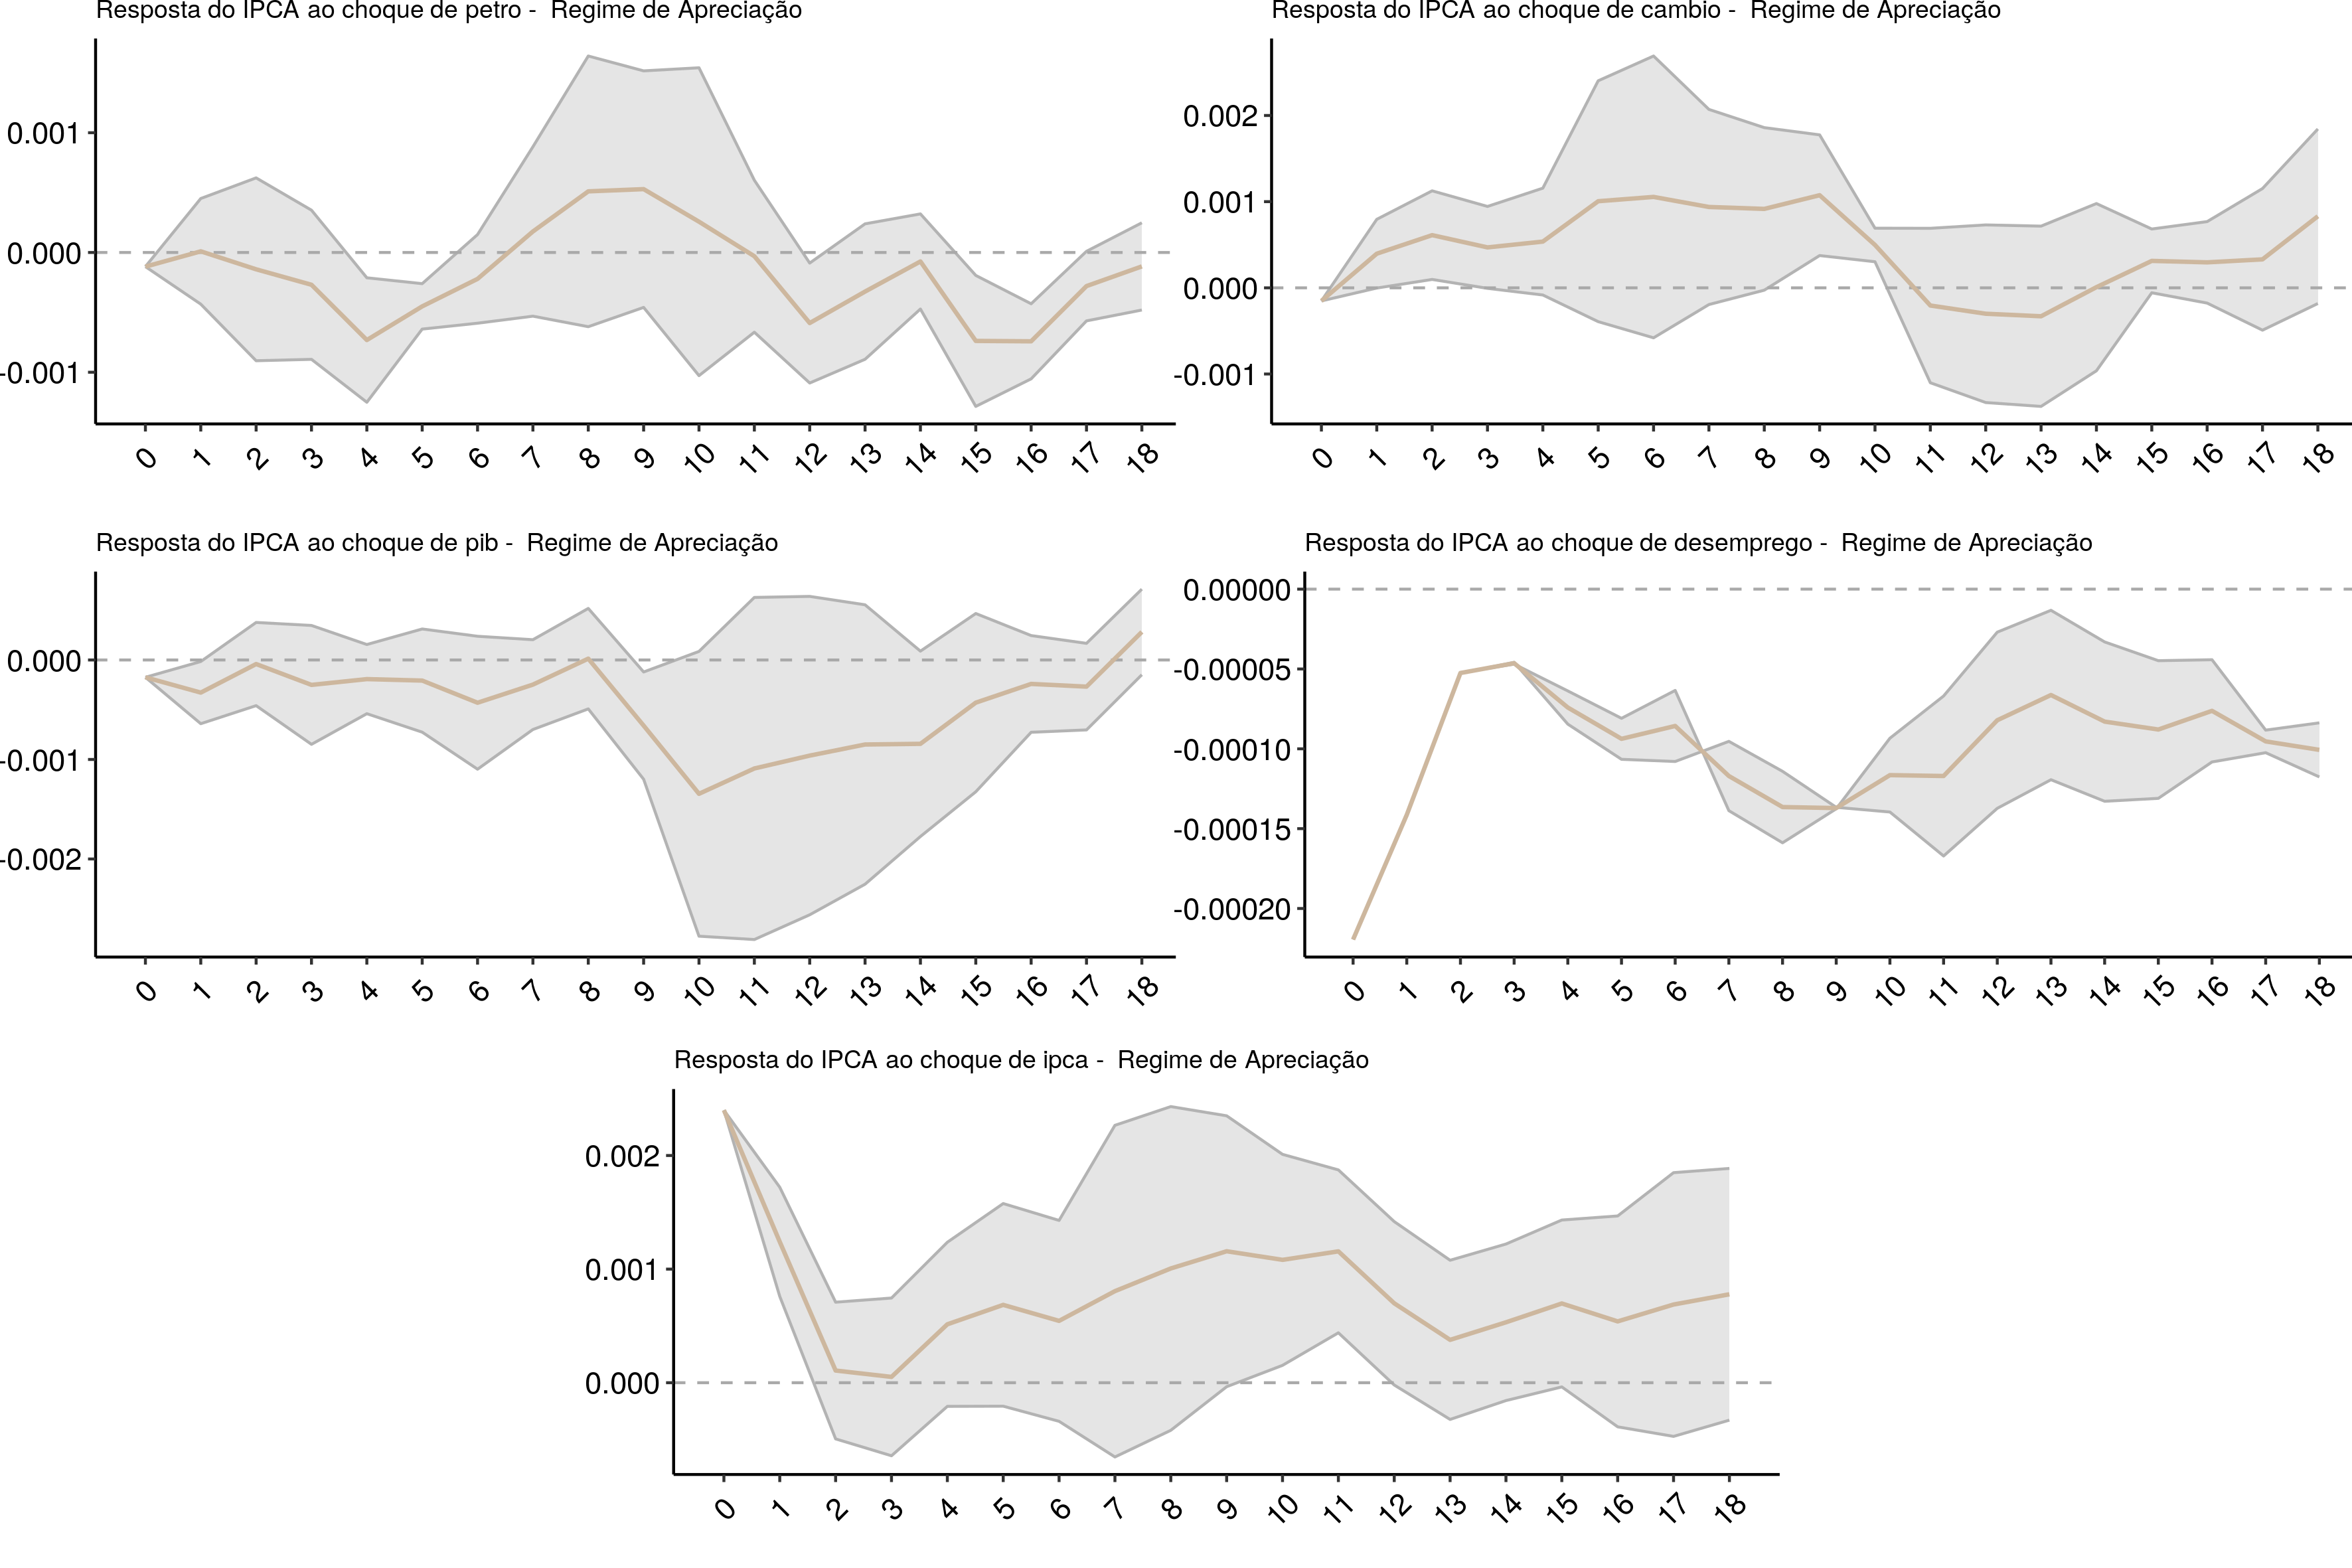 Resposta do IPCA ao choque de petro -  Regime de Apreciação
0.001
0.000
-0.001
0 1 2 3 4 5 6 7 8 9 10 11 12 13 14 15 16 17 18
Resposta do IPCA ao choque de cambio -  Regime de Apreciação
0.002
0.001
0.000
-0.001
0 1 2 3 4 5 6 7 8 9 10 11 12 13 14 15 16 17 18
Resposta do IPCA ao choque de pib -  Regime de Apreciação
0.000
-0.001
-0.002
0 1 2 3 4 5 6 7 8 9 10 11 12 13 14 15 16 17 18
Resposta do IPCA ao choque de desemprego -  Regime de Apreciação
0.00000
-0.00005
-0.00010
-0.00015
-0.00020
0 1 2 3 4 5 6 7 8 9 10 11 12 13 14 15 16 17 18
Resposta do IPCA ao choque de ipca -  Regime de Apreciação
0.002
0.001
0.000
0 1 2 3 4 5 6 7 8 9 10 11 12 13 14 15 16 17 18